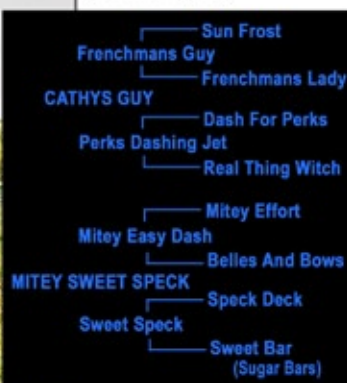 Sun Frost
Frenchmans Guy
Frenchmans Lady
CATHYS GUY
Dash For Perks
Perks Dashing Jet
Real Thing Witch
Mitey Effort
Mitey Easy Dash
Belles And Bows
MITEY SWEET SPECK
Speck Deck
Sweet Speck
Sweet Bar
(Sugar Bars)